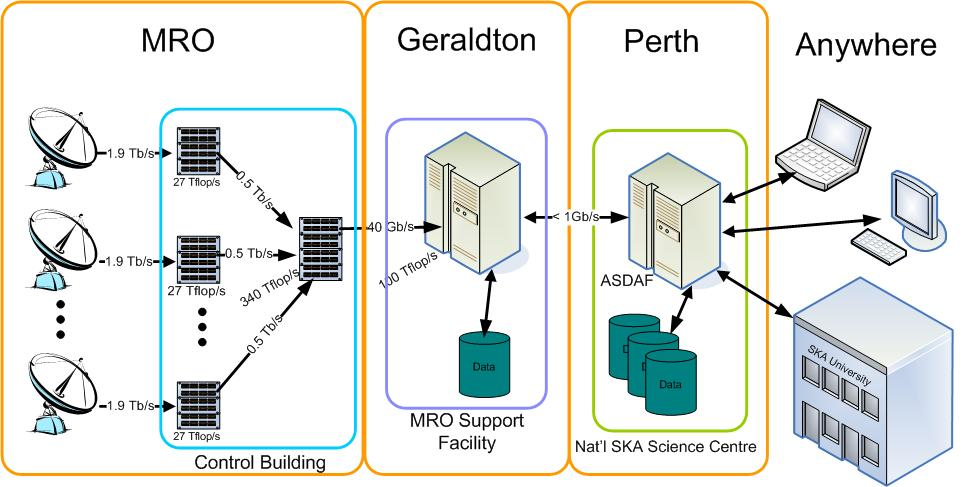 MRO
Geraldton
Perth
Anywhere
1.9 Tb/s
27 Tflop/s
0.5 Tb/s
1.9 Tb/s
27 Tflop/s
0.5 Tb/s
340 Tflop/s
1.9 Tb/s
27 Tflop/s
0.5 Tb/s
Control Building
40 Gb/s
100 Tflop/s
Data
MRO Support
Facility
< 1Gb/s
ASDAF
D
D
Data
Nat'l SKA Science Centre
SKA University